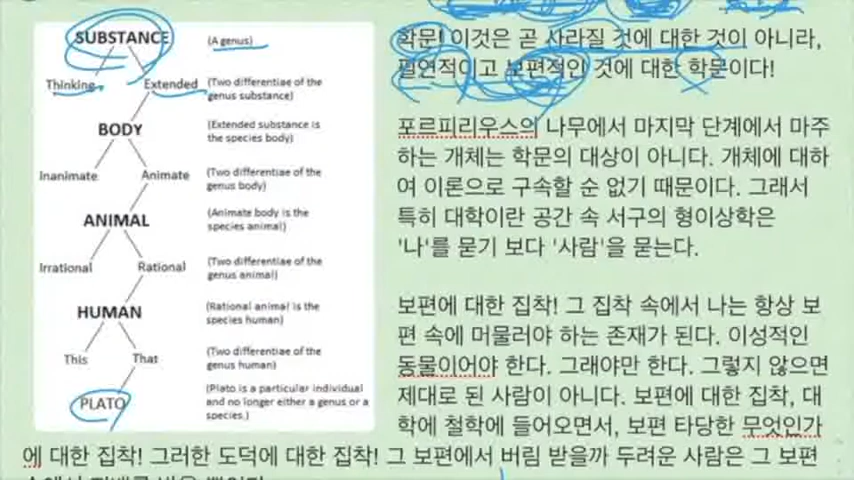 SUBSTANCE (A genus)
Thinking Extended (Two differentiae of the
genus substance)
BODY (Extended substance is
the species body)
Inanimate Animate (Two differentiae of the
genus body)
ANIMAL (Animate body is the
species animal)
Irrational Rational (Two differentiae of the
genus animal)
HUMAN (Rational animal is the
species human)
This That (Two differentiae of the
genus human)
PLATO (Plato is a particular individual
and no longer either a genus or a
species.)
학문! 이것은 곧 사라질 것에 대한 것이 아니라,
필연적이고 보편적인 것에 대한 학문이다!
포르피리우스의 나무에서 마지막 단계에서 마주
하는 개체는 학문의 대상이 아니다. 개체에 대하
여 이론으로 구속할 순 없기 때문이다. 그래서
특히 대학이란 공간 속 서구의 형이상학은
'나'를 묻기 보다 '사람'을 묻는다.
보편에 대한 집착! 그 집착 속에서 나는 항상 보
편 속에 머물러야 하는 존재가 된다. 이성적인
동물이어야 한다. 그래야만 한다. 그렇지 않으면
제대로 된 사람이 아니다. 보편에 대한 집착, 대
학에 철학에 들어오면서, 보편 타당한 무엇인가
에 대한 집착! 그러한 도덕에 대한 집착! 그 보편에서 버림 받을까 두려운 사람은 그 보편